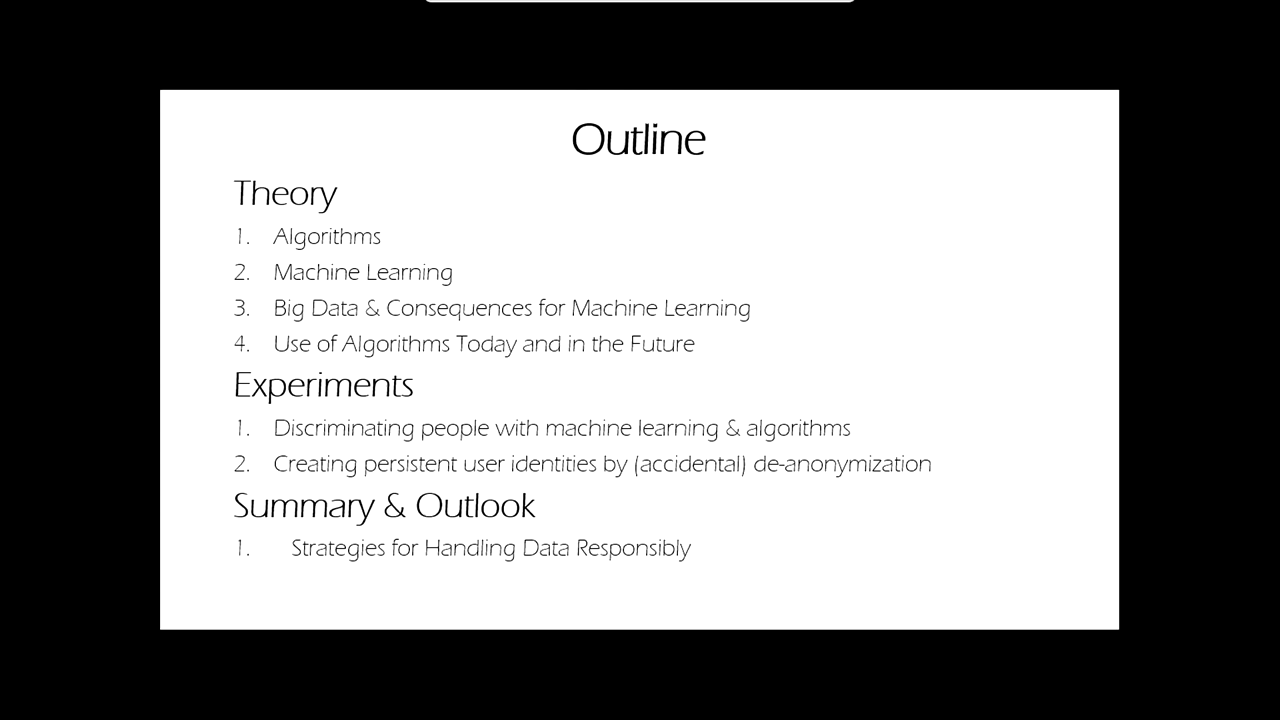 Outline
Theory
1. Algorithms
2. Machine Learning
3. Big Data & Consequences for Machine Learning
4. Use of Algorithms Today and in the Future
Experiments
1. Discriminating people with machine learning & algorithms
2. Creating persistent user identities by (accidental) de-anonymization
Summary & Outlook
1. Strategies for Handling Data Responsibly